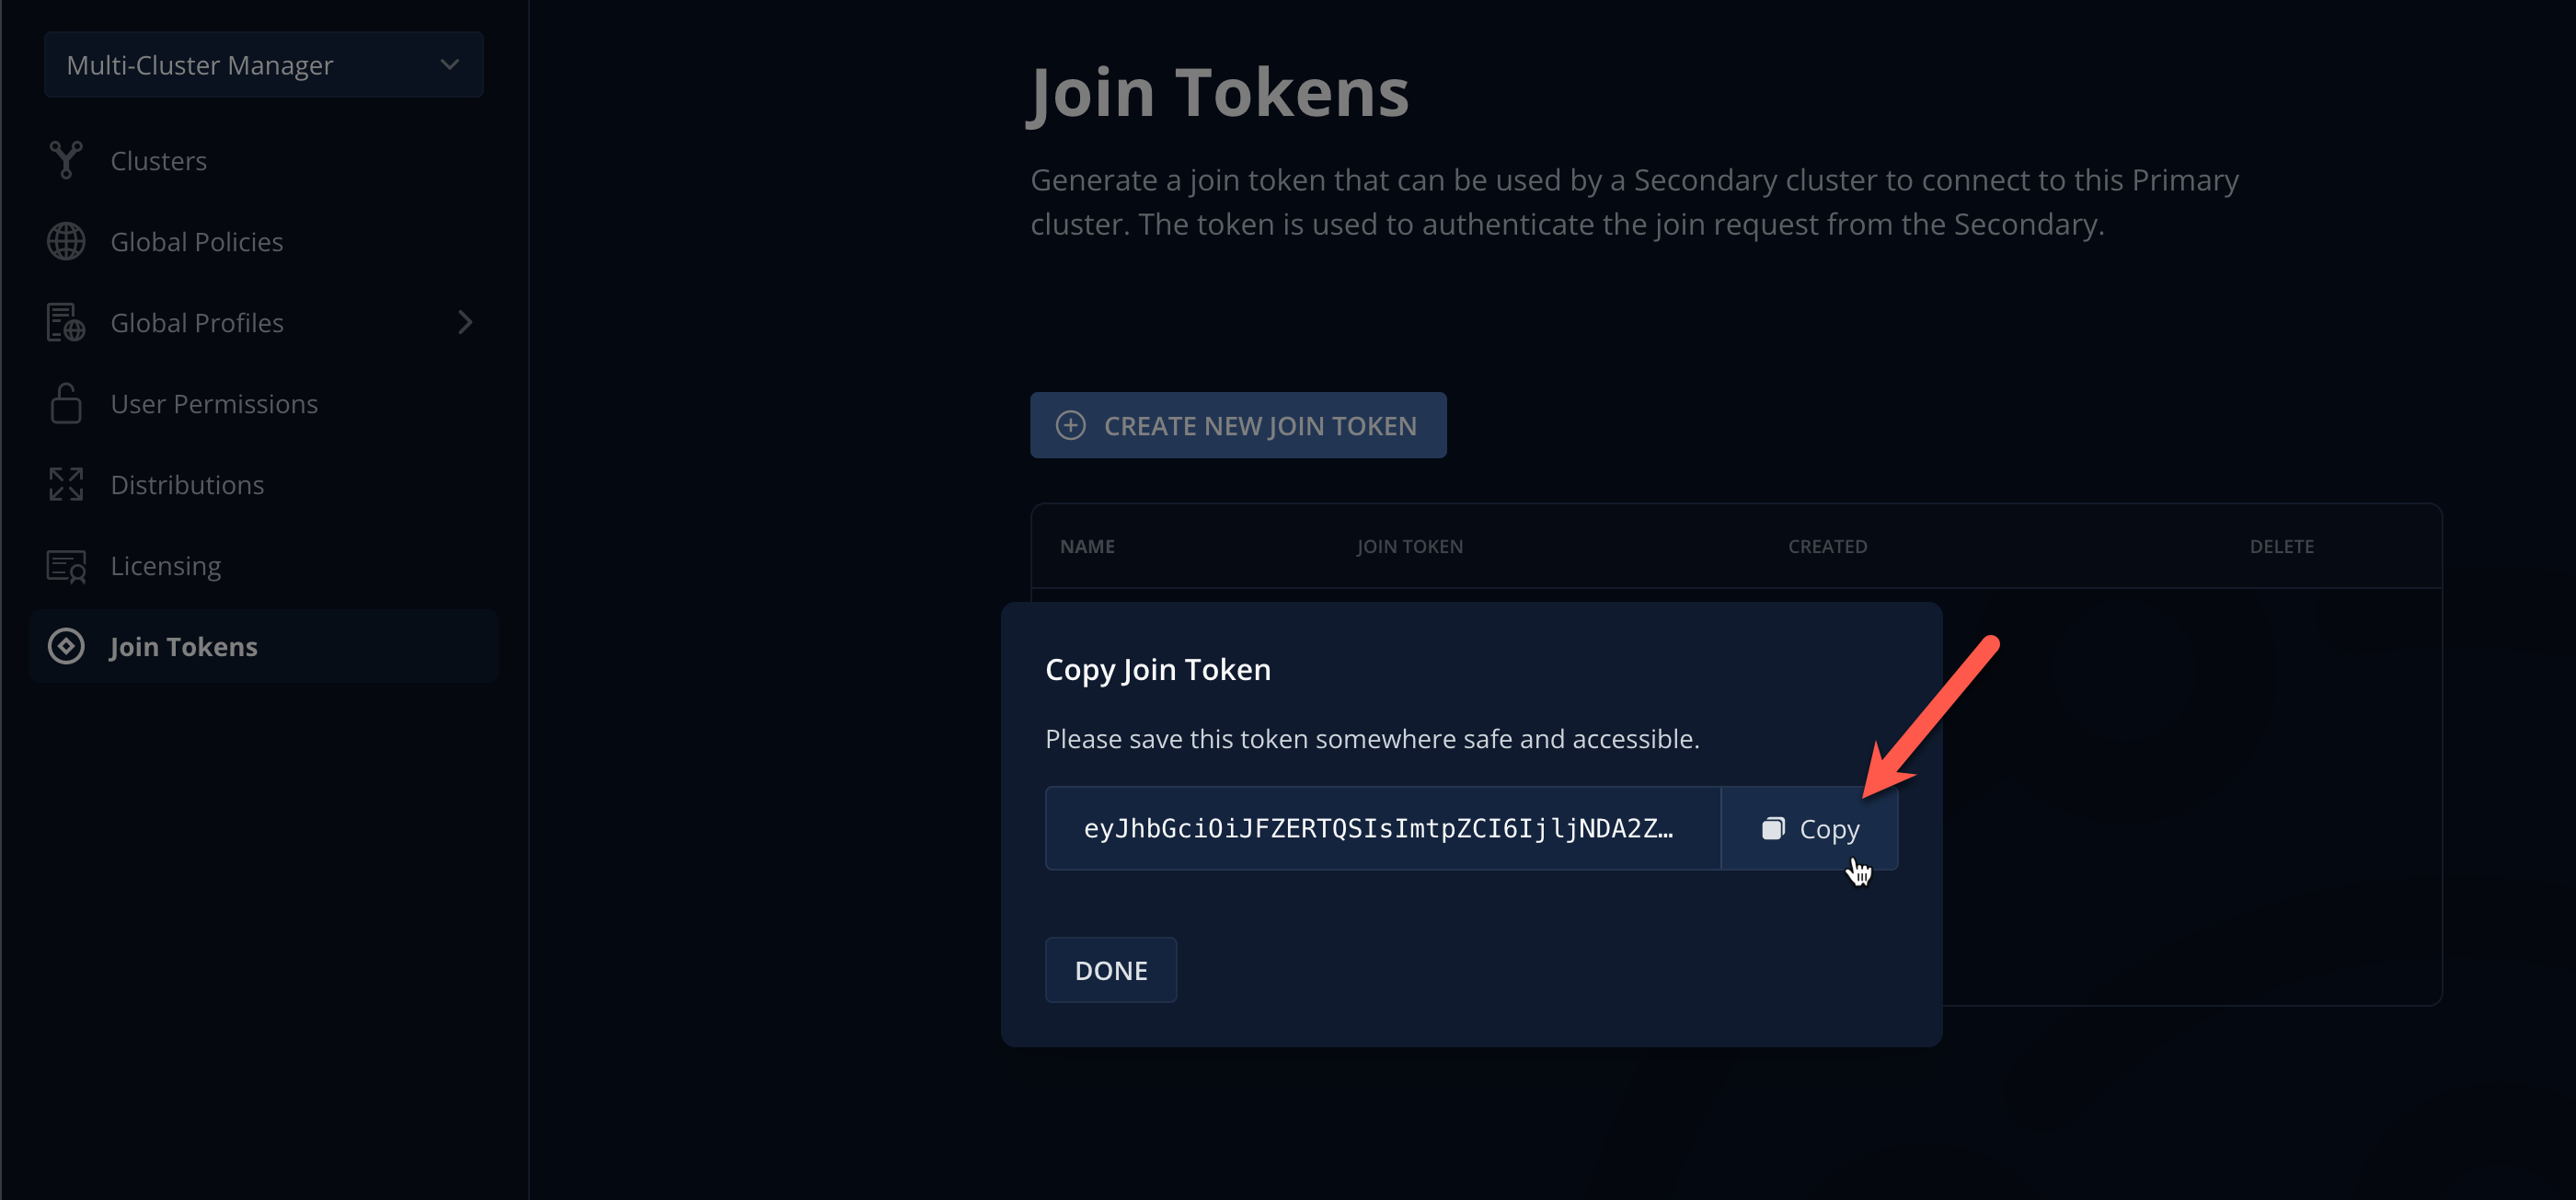 Multi-Cluster Manager
Clusters
Global Policies
Global Profiles
User Permissions
Distributions
Licensing
Join Tokens
Join Tokens
Generate a join token that can be used by a Secondary cluster to connect to this Primary
cluster. The token is used to authenticate the join request from the Secondary.
CREATE NEW JOIN TOKEN
NAME JOIN TOKEN CREATED DELETE
Copy Join Token
Please save this token somewhere safe and accessible.
eyJhbGciOiJFZERTQSIsImtpZCI6IjljNDA2Z… Copy
DONE